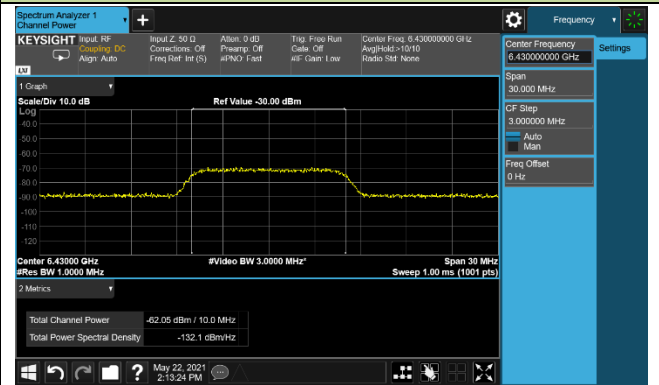 Spectrum Analyzer 1
Channel Power
+
Frequency
KEYSIGHT
Input: RF
Coupling: DC
Align: Auto
Input Z: 50 Ω
Corrections: Off
Freq Ref: Int (S)
Atten: 0 dB
Preamp: Off
#PNO: Fast
Trig: Free Run
Gate: Off
#IF Gain: Low
Center Freq: 6.430000000 GHz
Avg|Hold:>10/10
Radio Std: None
LXI
Center Frequency
6.430000000 GHz
Settings
Span
30.000 MHz
CF Step
3.000000 MHz
Auto
Man
Freq Offset
0 Hz
1 Graph
Scale/Div 10.0 dB
Ref Value -30.00 dBm
Log
-40.0
-50.0
-60.0
-70.0
-80.0
-90.0
-100
-110
-120
Center 6.43000 GHz
#Video BW 3.0000 MHz*
Span 30 MHz
#Res BW 1.0000 MHz
Sweep 1.00 ms (1001 pts)
2 Metrics
Total Channel Power
-62.05 dBm / 10.0 MHz
Total Power Spectral Density
-132.1 dBm/Hz
?
May 22, 2021
2:13:24 PM